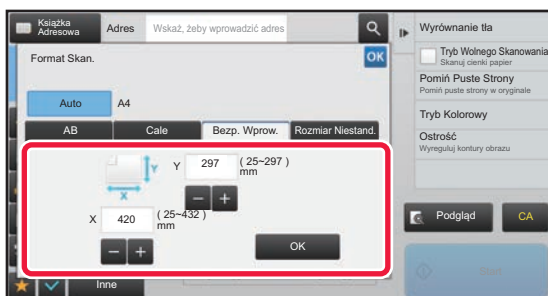 Książka
Adresowa
Adres
Wskaż, żeby wprowadzić adres
Format Skan.
OK
Auto
A4
AB
Cale
Bezp. Wprow.
Rozmiar Niestand.
Y
X
Y 297 ( 25~297 )
mm
X 420 ( 25~432 )
mm
OK
Inne
Wyrównanie tła
Tryb Wolnego Skanowania
Skanuj cienki papier
Pomiń Puste Strony
Pomiń puste strony w oryginale
Tryb Kolorowy
Ostrość
Wyreguluj kontury obrazu
Podgląd
CA
Start